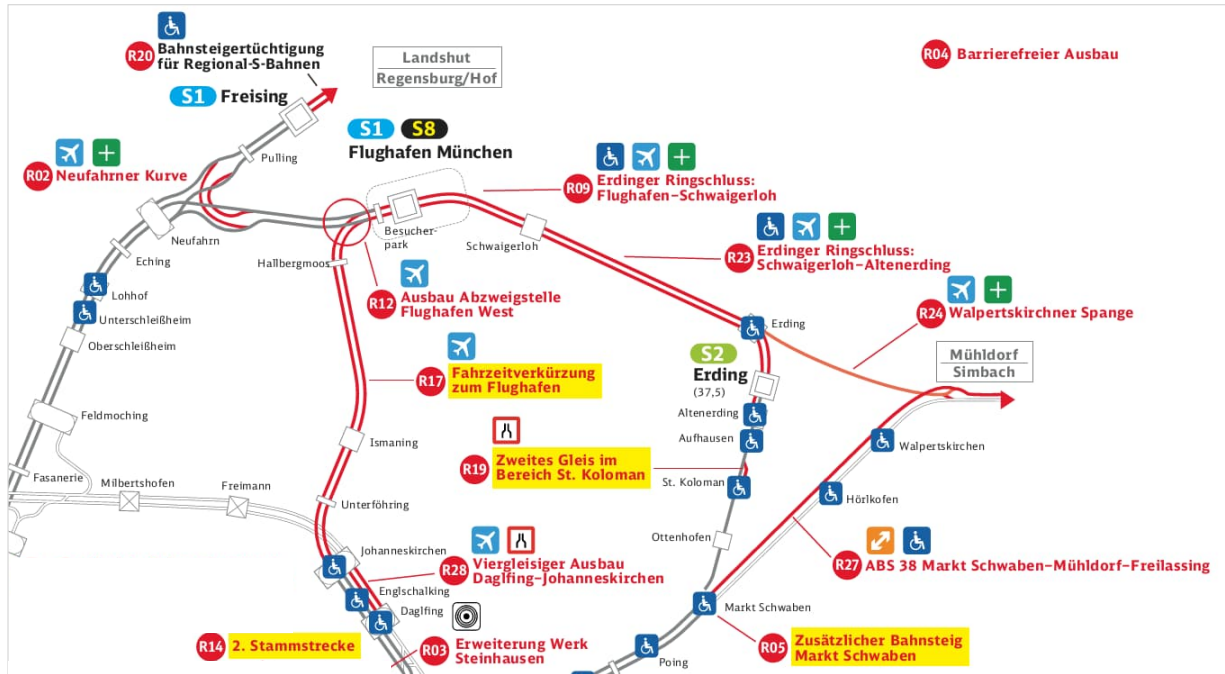 R20 Bahnsteigertüchtigung
für Regional-S-Bahnen
Landshut
Regensburg/Hof
R04 Barrierefreier Ausbau
S1 Freising
S1 S8
Flughafen München
Pulling
R02 Neufahrner Kurve
R09 Erdinger Ringschluss:
Flughafen–Schwaigerloh
Besucher-
park
Neufahrn
Schwaigerloh
R23 Erdinger Ringschluss:
Schwaigerloh–Altenerding
Eching
Hallbergmoos
Lohhof
R12 Ausbau Abzweigstelle
Flughafen West
R24 Walpertskirchner Spange
Unterschleißheim
Erding
Oberschleißheim
S2
Erding
(37,5)
Mühldorf
Simbach
R17 Fahrzeitverkürzung
zum Flughafen
Feldmoching
Altenerding
Aufhausen
Ismaning
Walpertskirchen
R19 Zweites Gleis im
Bereich St. Koloman
St. Koloman
Fasanerie
Milbertshofen
Freimann
Unterföhring
Hörlkofen
Ottenhofen
Johanneskirchen
R28 Viergleisiger Ausbau
Daglfing–Johanneskirchen
R27 ABS 38 Markt Schwaben–Mühldorf–Freilassing
Englschalking
Daglfing
Markt Schwaben
R14 2. Stammstrecke
R03 Erweiterung Werk
Steinhausen
R05 Zusätzlicher Bahnsteig
Markt Schwaben
Poing